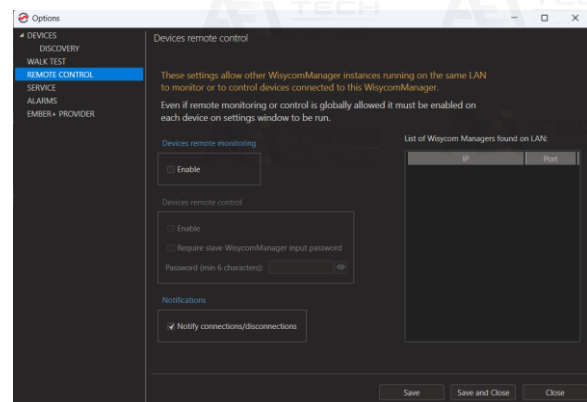 Options
DEVICES
DISCOVERY
WALK TEST
REMOTE CONTROL
SERVICE
ALARMS
EMBER+ PROVIDER
Devices remote control
These settings allow other WisycomManager instances running on the same LAN
to monitor or to control devices connected to this WisycomManager.
Even if remote monitoring or control is globally allowed it must be enabled on
each device on settings window to be run.
Devices remote monitoring
Enable
Devices remote control
Enable
Require slave WisycomManager input password
Password (min 6 characters):
Notifications
Notify connections/disconnections
List of Wisycom Managers found on LAN:
IP Port
Save Save and Close Close
TECH